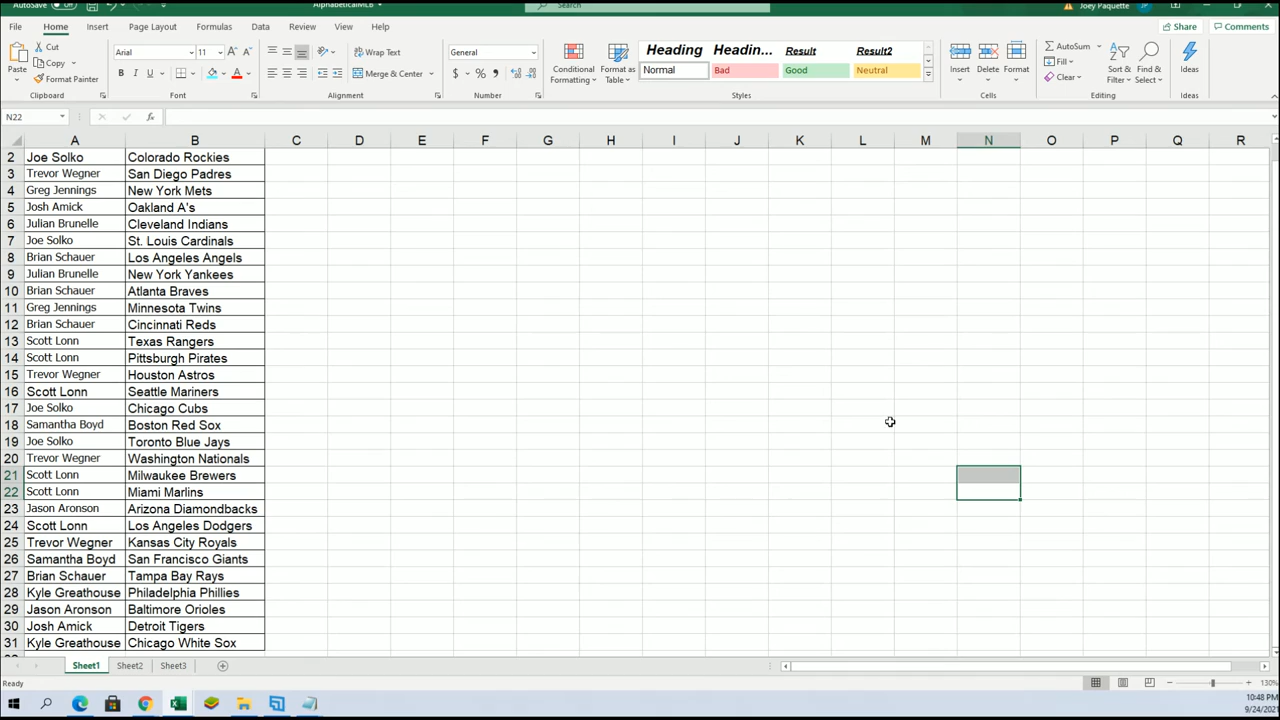 AutoSave Off AlphabeticalMLB Search Joey Paquette JP
File Home Insert Page Layout Formulas Data Review View Share Comments
Paste Cut Copy Format Painter Clipboard
Arial 11 A A B I U A Font
Wrap Text Merge & Center Alignment
General $ % 9 Number
Conditional Formatting Format as Table
Heading Headin... Result Result2
Normal Bad Good Neutral Styles
Insert Delete Format Cells
AutoSum Fill Clear Sort & Filter Find & Select Editing
Ideas Ideas
N22 fx
A B C D E F G H I J K L M N O P Q R
2 Joe Solko Colorado Rockies
3 Trevor Wegner San Diego Padres
4 Greg Jennings New York Mets
5 Josh Amick Oakland A's
6 Julian Brunelle Cleveland Indians
7 Joe Solko St. Louis Cardinals
8 Brian Schauer Los Angeles Angels
9 Julian Brunelle New York Yankees
10 Brian Schauer Atlanta Braves
11 Greg Jennings Minnesota Twins
12 Brian Schauer Cincinnati Reds
13 Scott Lonn Texas Rangers
14 Scott Lonn Pittsburgh Pirates
15 Trevor Wegner Houston Astros
16 Scott Lonn Seattle Mariners
17 Joe Solko Chicago Cubs
18 Samantha Boyd Boston Red Sox
19 Joe Solko Toronto Blue Jays
20 Trevor Wegner Washington Nationals
21 Scott Lonn Milwaukee Brewers
22 Scott Lonn Miami Marlins
23 Jason Aronson Arizona Diamondbacks
24 Scott Lonn Los Angeles Dodgers
25 Trevor Wegner Kansas City Royals
26 Samantha Boyd San Francisco Giants
27 Brian Schauer Tampa Bay Rays
28 Kyle Greathouse Philadelphia Phillies
29 Jason Aronson Baltimore Orioles
30 Josh Amick Detroit Tigers
31 Kyle Greathouse Chicago White Sox
Sheet1 Sheet2 Sheet3
Ready 130%
10:48 PM
9/24/2021